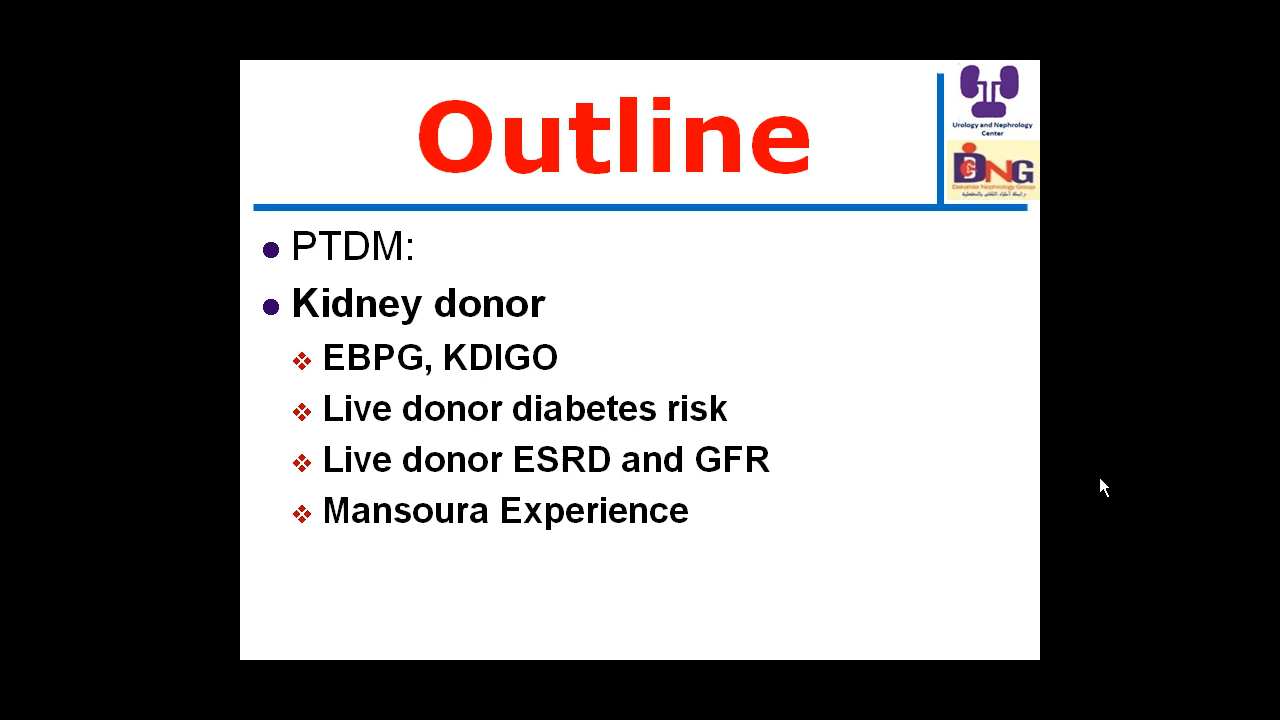 Outline
Urology and Nephrology
Center
DNG
Dakahlia Nephrology Group
PTDM:
Kidney donor
EBPG, KDIGO
Live donor diabetes risk
Live donor ESRD and GFR
Mansoura Experience